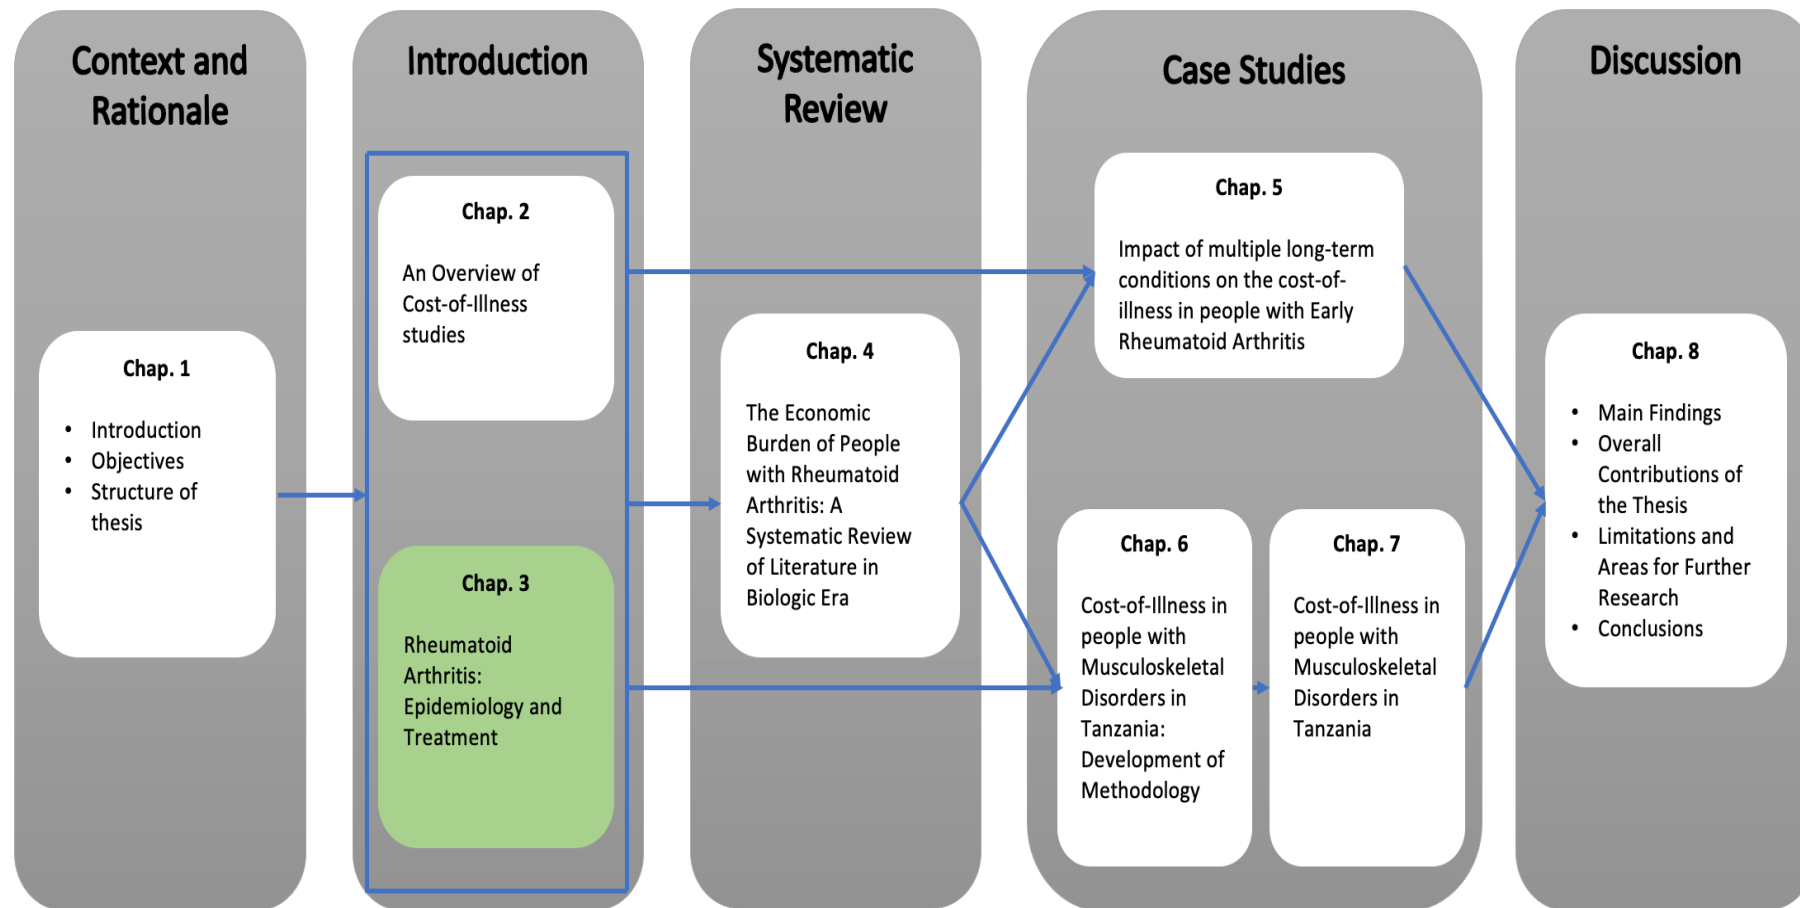 Context and
Rationale
Chap. 1
• Introduction
• Objectives
• Structure of
thesis
Introduction
Chap. 2
An Overview of
Cost-of-Illness
studies
Chap. 3
Rheumatoid
Arthritis:
Epidemiology and
Treatment
Systematic
Review
Chap. 4
The Economic
Burden of People
with Rheumatoid
Arthritis: A
Systematic Review
of Literature in
Biologic Era
Case Studies
Chap. 5
Impact of multiple long-term
conditions on the cost-of-
illness in people with Early
Rheumatoid Arthritis
Chap. 6
Cost-of-Illness in
people with
Musculoskeletal
Disorders in
Tanzania:
Development of
Methodology
Chap. 7
Cost-of-Illness in
people with
Musculoskeletal
Disorders in
Tanzania
Discussion
Chap. 8
• Main Findings
• Overall
Contributions of
the Thesis
• Limitations and
Areas for Further
Research
• Conclusions